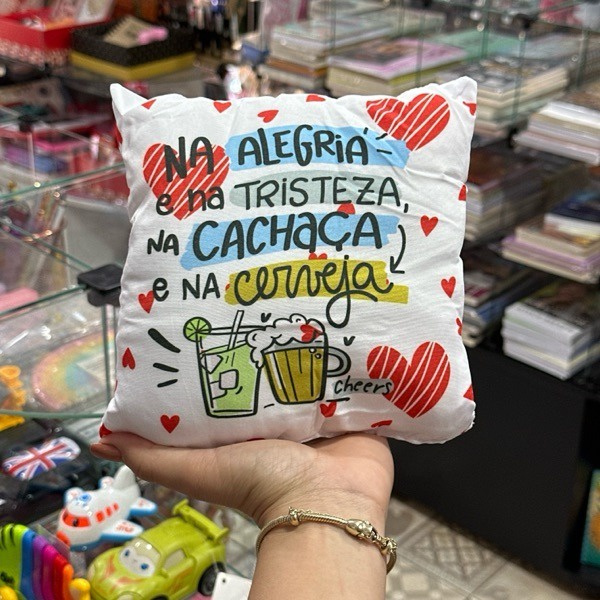 NA ALEGRIA
e na TRISTEZA,
NA CACHAÇA
e NA cerveja
cheers